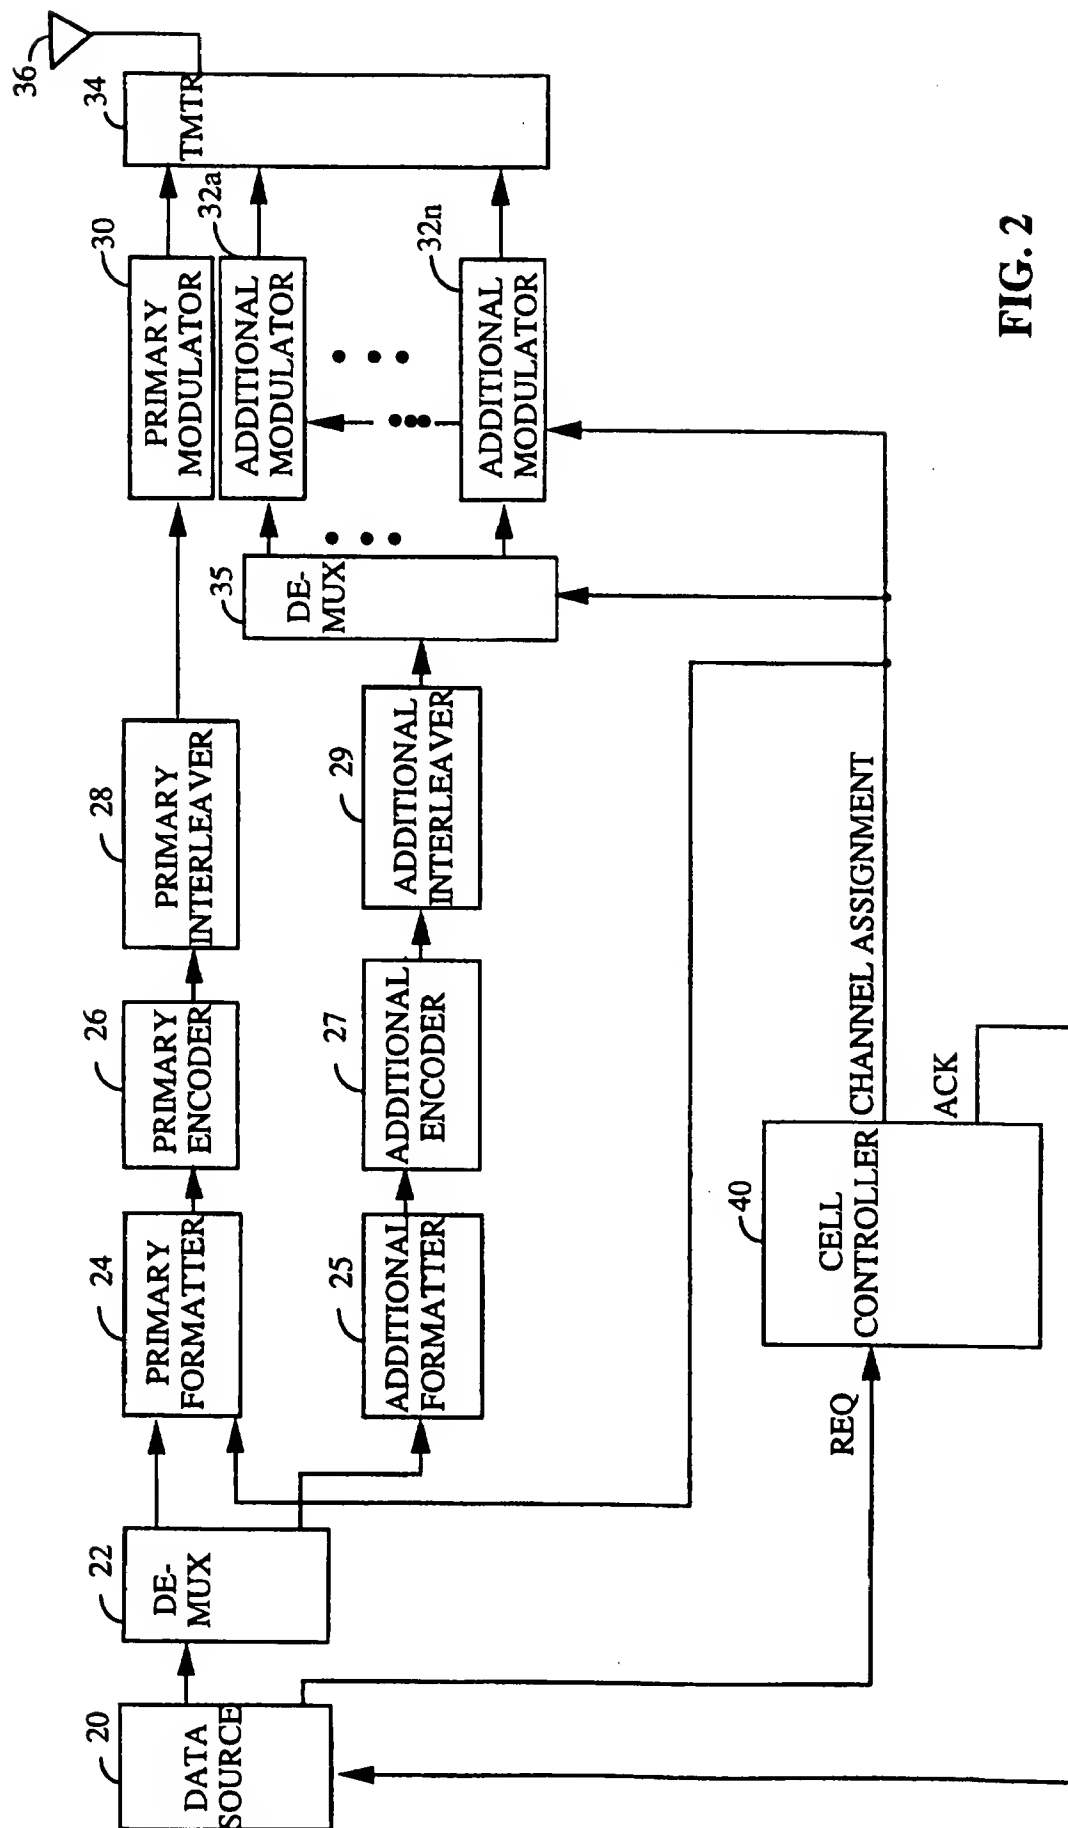 20
DATA
SOURCE
22
DE-
MUX
24
PRIMARY
FORMATTER
26
PRIMARY
ENCODER
28
PRIMARY
INTERLEAVER
30
PRIMARY
MODULATOR
34
TMTR
36
25
ADDITIONAL
FORMATTER
27
ADDITIONAL
ENCODER
29
ADDITIONAL
INTERLEAVER
35
DE-
MUX
32a
ADDITIONAL
MODULATOR
32n
ADDITIONAL
MODULATOR
REQ
40
CELL
CONTROLLER
CHANNEL ASSIGNMENT
ACK
FIG. 2